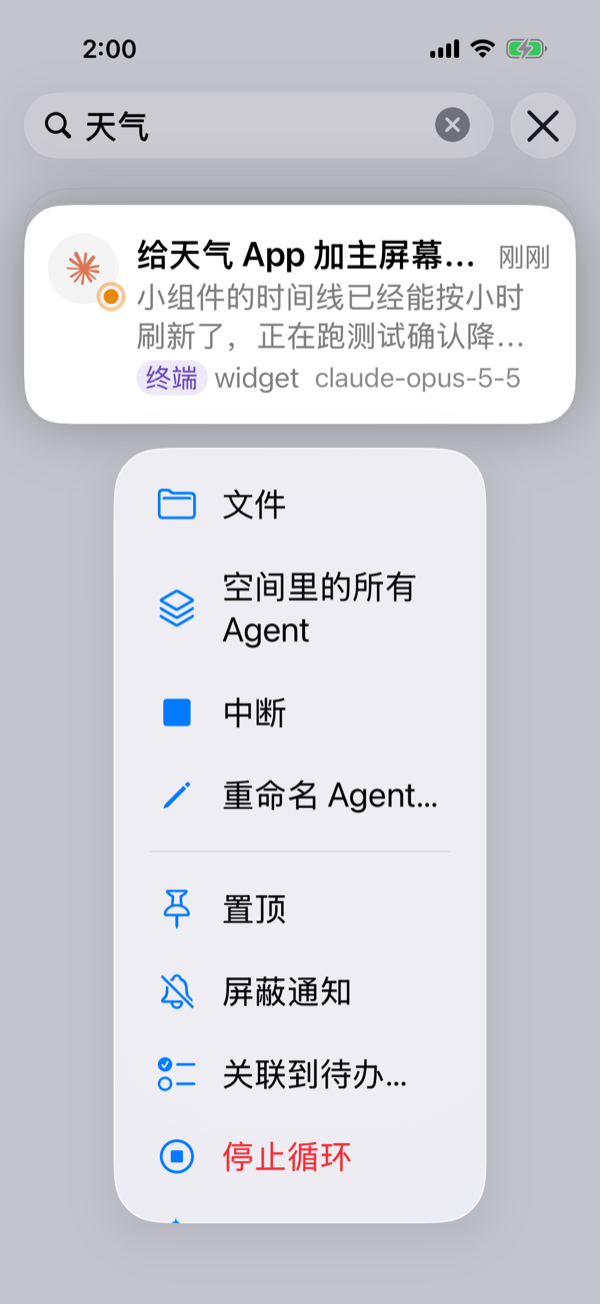 2:00
天气
给天气 App 加主屏幕... 刚刚
小组件的时间线已经能按小时
刷新了，正在跑测试确认降...
终端 widget claude-opus-5-5
文件
空间里的所有
Agent
中断
重命名 Agent...
置顶
屏蔽通知
关联到待办...
停止循环